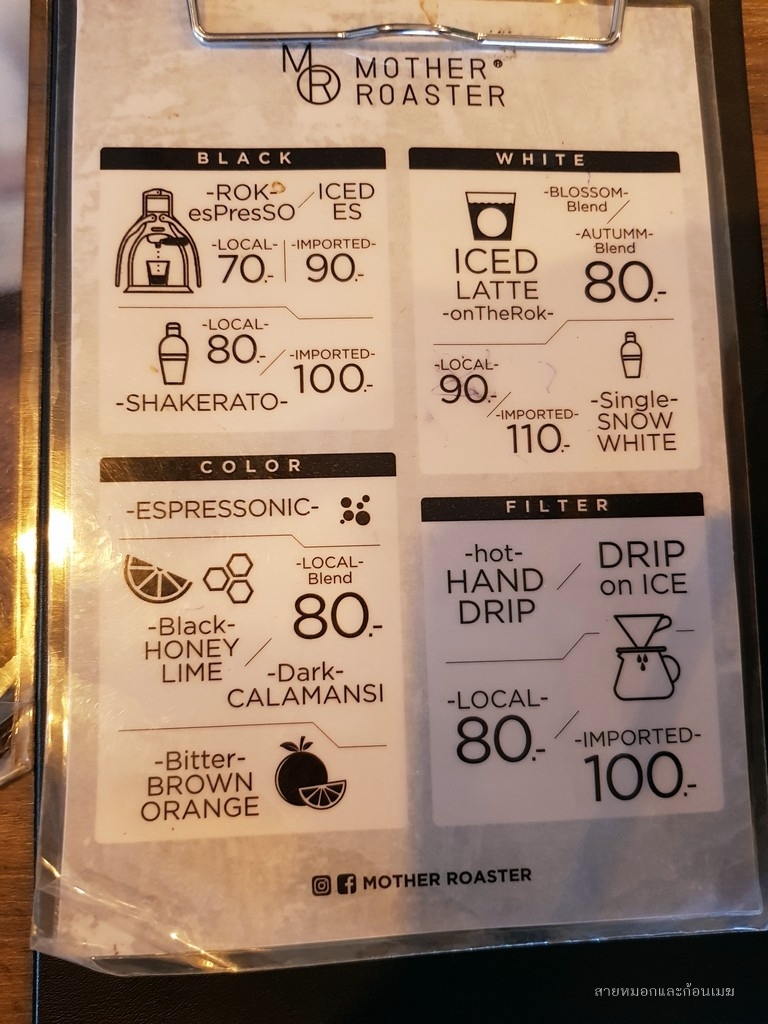 MR MOTHER®
ROASTER
BLACK
-ROK-
esPresSO / ICED
ES
-LOCAL-
70.-
-IMPORTED-
90.-
-LOCAL-
80.-
-IMPORTED-
100.-
-SHAKERATO-
WHITE
-BLOSSOM-
Blend
-AUTUMM-
Blend
80.-
ICED
LATTE
-onTheRok-
-LOCAL-
90.-
-IMPORTED-
110.-
-Single-
SNOW
WHITE
COLOR
-ESPRESSONIC-
-LOCAL-
Blend
80.-
-Black-
HONEY
LIME
-Dark-
CALAMANSI
-Bitter-
BROWN
ORANGE
FILTER
-hot-
HAND
DRIP
DRIP
on ICE
-LOCAL-
80.-
-IMPORTED-
100.-
MOTHER ROASTER
สายหมอกและก้อนเมฆ